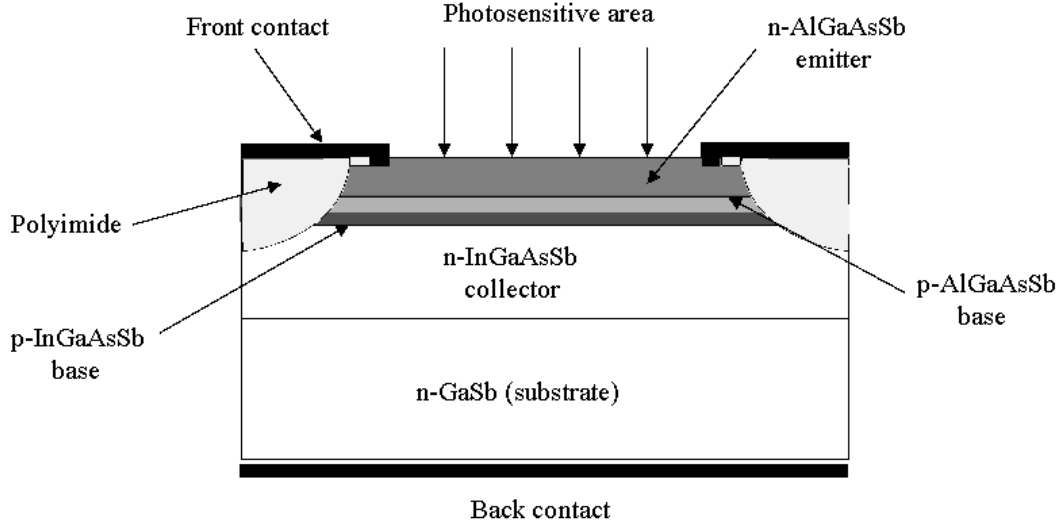 Photosensitive area
Front contact
n-AlGaAsSb
emitter
Polyimide
n-InGaAsSb
collector
p-AlGaAsSb
base
p-InGaAsSb
base
n-GaSb (substrate)
Back contact